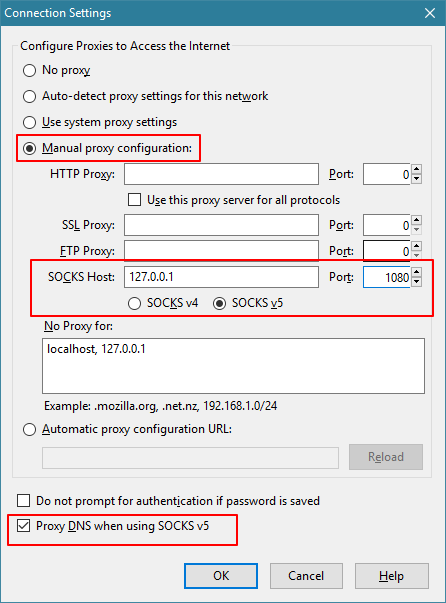 Connection Settings
Configure Proxies to Access the Internet
No proxy
Auto-detect proxy settings for this network
Use system proxy settings
Manual proxy configuration:
HTTP Proxy: Port: 0
Use this proxy server for all protocols
SSL Proxy: Port: 0
FTP Proxy: Port: 0
SOCKS Host: 127.0.0.1 Port: 1080
SOCKS v4 SOCKS v5
No Proxy for:
localhost, 127.0.0.1
Example: .mozilla.org, .net.nz, 192.168.1.0/24
Automatic proxy configuration URL:
Reload
Do not prompt for authentication if password is saved
Proxy DNS when using SOCKS v5
OK Cancel Help